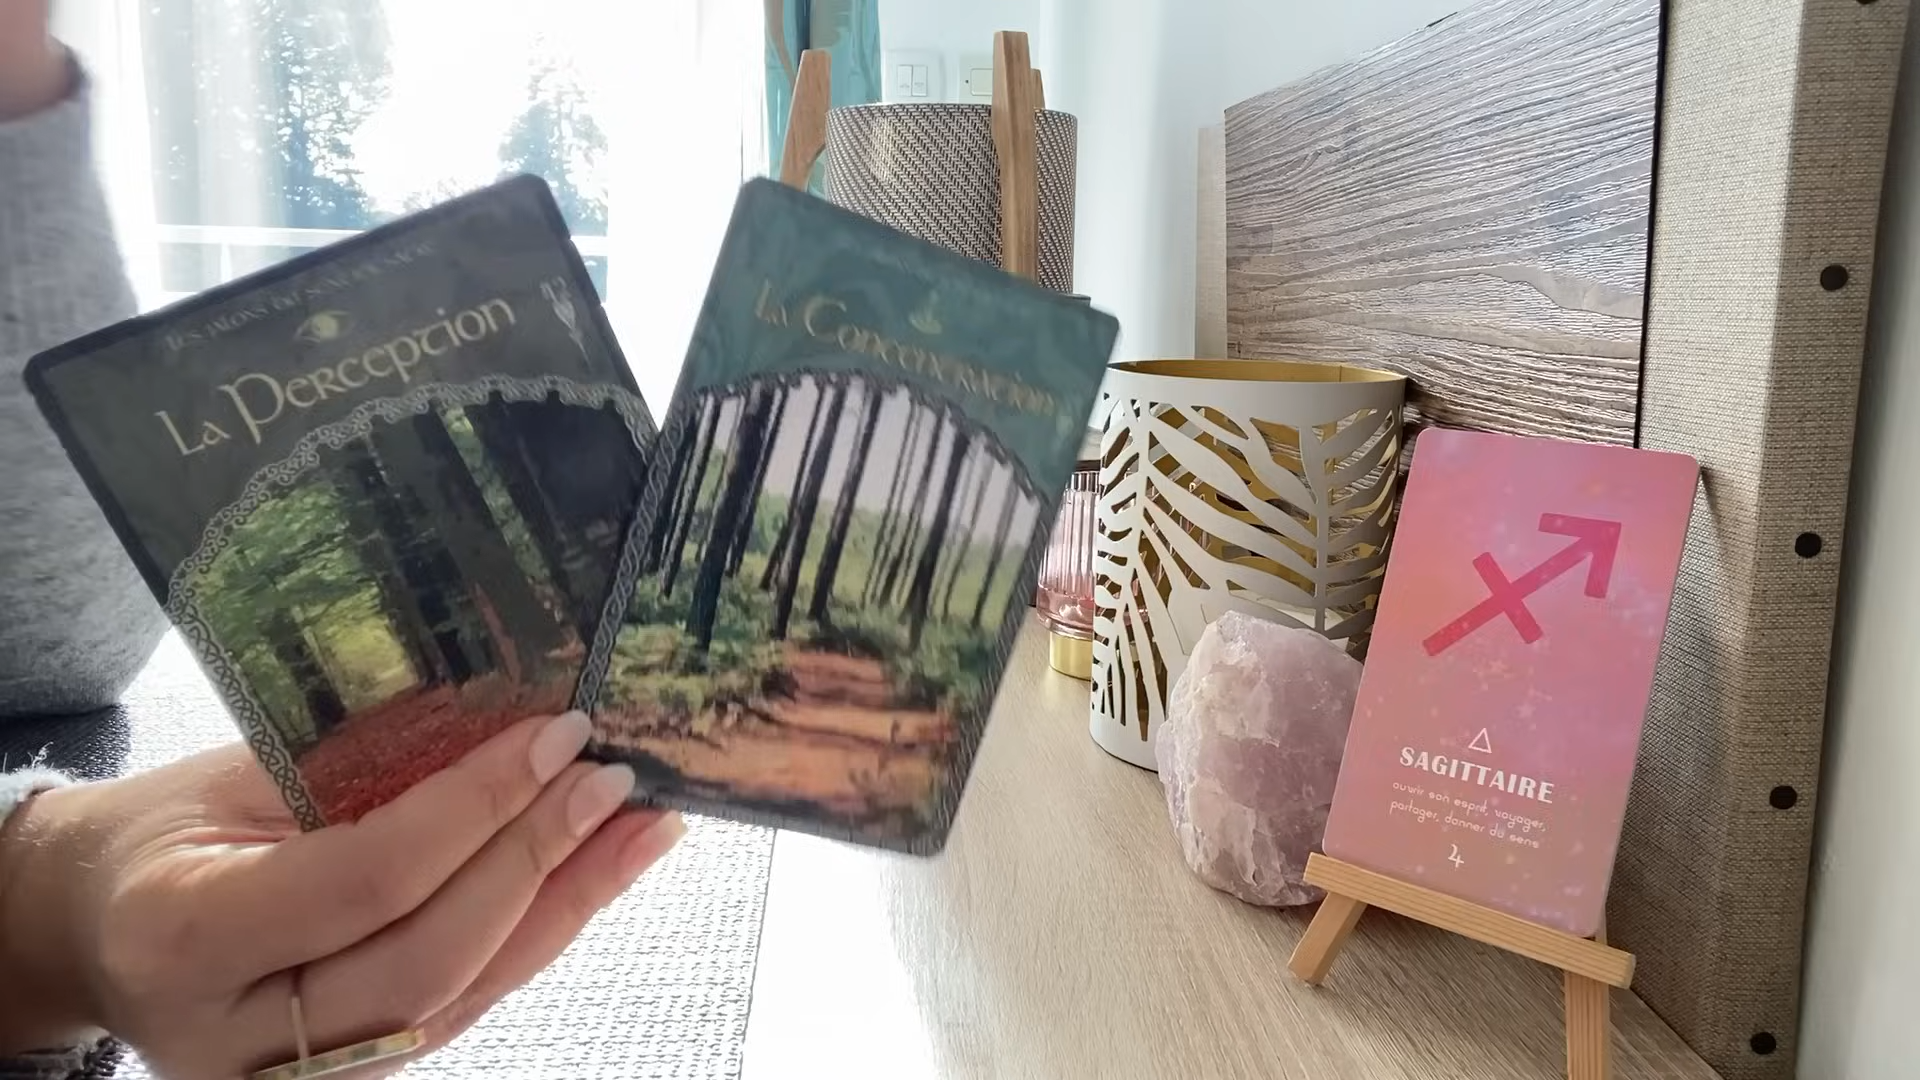 La Perception
La Concentration
SAGITTAIRE
ouvrir son esprit, voyager,
partager, donner du sens